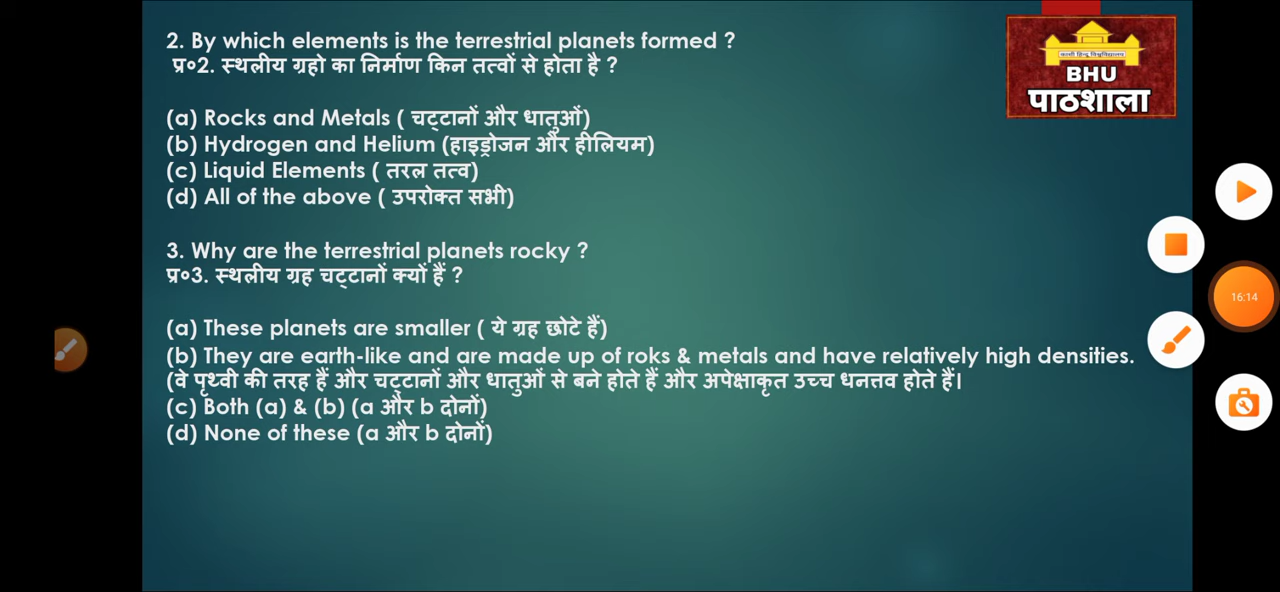 2. By which elements is the terrestrial planets formed ?
प्र०2. स्थलीय ग्रहो का निर्माण किन तत्वों से होता है ?
(a) Rocks and Metals ( चट्टानों और धातुओं)
(b) Hydrogen and Helium (हाइड्रोजन और हीलियम)
(c) Liquid Elements ( तरल तत्व)
(d) All of the above ( उपरोक्त सभी)
3. Why are the terrestrial planets rocky ?
प्र०3. स्थलीय ग्रह चट्टानों क्यों हैं ?
(a) These planets are smaller ( ये ग्रह छोटे हैं)
(b) They are earth-like and are made up of roks & metals and have relatively high densities.
(वे पृथ्वी की तरह हैं और चट्टानों और धातुओं से बने होते हैं और अपेक्षाकृत उच्च धनत्तव होते हैं।
(c) Both (a) & (b) (a और b दोनों)
(d) None of these (a और b दोनों)
काशी हिन्दू विश्वविद्यालय
BHU
पाठशाला
16:14